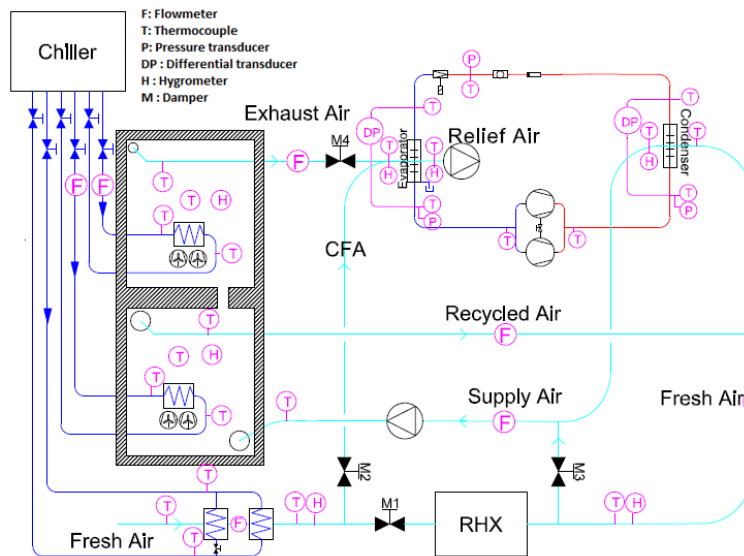 F: Flowmeter
T: Thermocouple
P: Pressure transducer
DP : Differential transducer
H : Hygrometer
M : Damper
Chiller
P
T
T
T
Exhaust Air
M4
F
DP
Evaporator
T
H
T
H
Relief Air
DP
T
H
T
Condenser
F
F
T
T
H
T
T
T
P
T
P
T
T
T
CFA
Recycled Air
F
T
T
H
T
T
Supply Air
F
Fresh Air
T
M2
M3
T
T
F
T
H
M1
RHX
T
H
Fresh Air
T